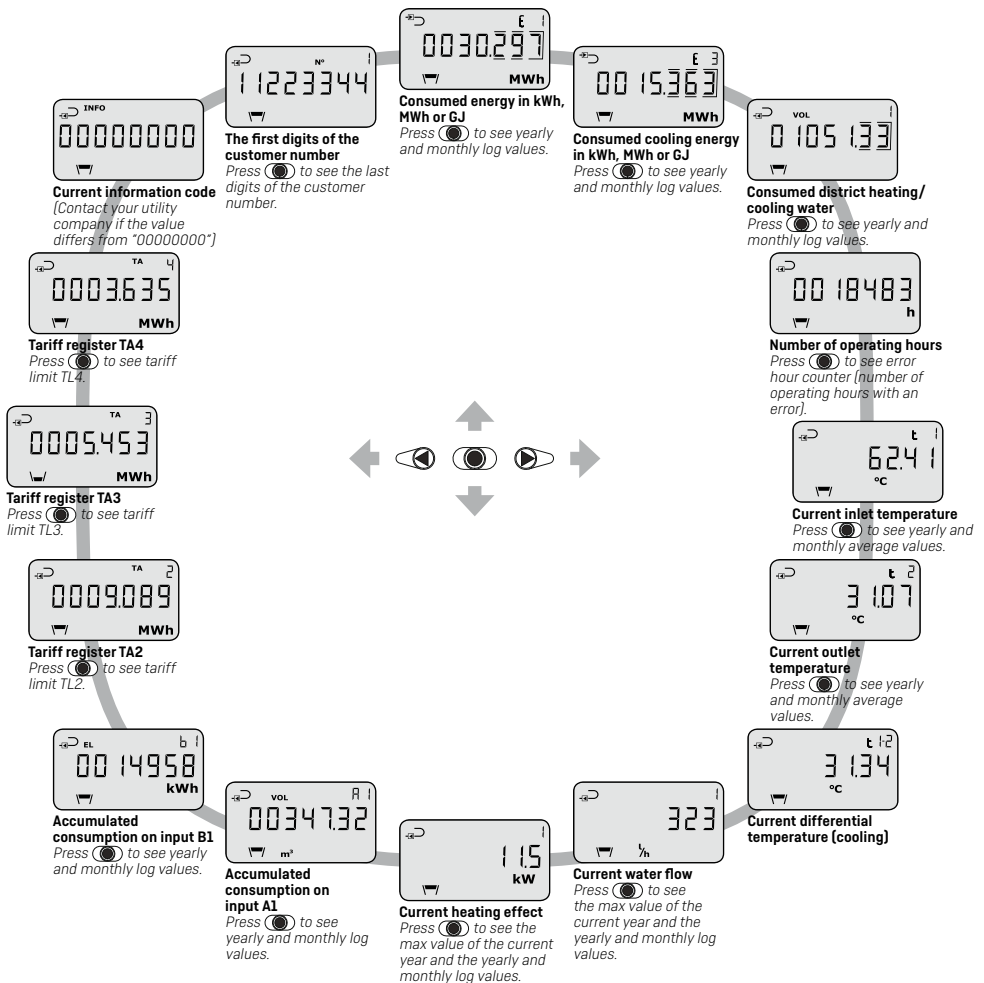 E 1
0030.297
MWh
Consumed energy in kWh,
MWh or GJ
Press to see yearly
and monthly log values.
E 3
0015.363
MWh
Consumed cooling energy
in kWh, MWh or GJ
Press to see yearly
and monthly log values.
VOL 1
01051.33
Consumed district heating/
cooling water
Press to see yearly and
monthly log values.
0018483
h
Number of operating hours
Press to see error
hour counter (number of
operating hours with an
error).
t 1
62.41
°C
Current inlet temperature
Press to see yearly and
monthly average values.
t 2
31.07
°C
Current outlet
temperature
Press to see yearly
and monthly average
values.
t 1-2
31.34
°C
Current differential
temperature (cooling)
1
323
l/h
Current water flow
Press to see
the max value of the
current year and the
yearly and monthly log
values.
1
11.5
kW
Current heating effect
Press to see the
max value of the current
year and the yearly and
monthly log values.
VOL A1
00347.32
m³
Accumulated
consumption on
input A1
Press to see
yearly and monthly log
values.
EL b1
0014958
kWh
Accumulated
consumption on input B1
Press to see yearly
and monthly log values.
TA 2
0009.089
MWh
Tariff register TA2
Press to see tariff
limit TL2.
TA 3
0005.453
MWh
Tariff register TA3
Press to see tariff
limit TL3.
TA 4
0003.635
MWh
Tariff register TA4
Press to see tariff
limit TL4.
INFO
00000000
Current information code
(Contact your utility
company if the value
differs from "00000000")
N° 1
11223344
The first digits of the
customer number
Press to see the last
digits of the customer
number.